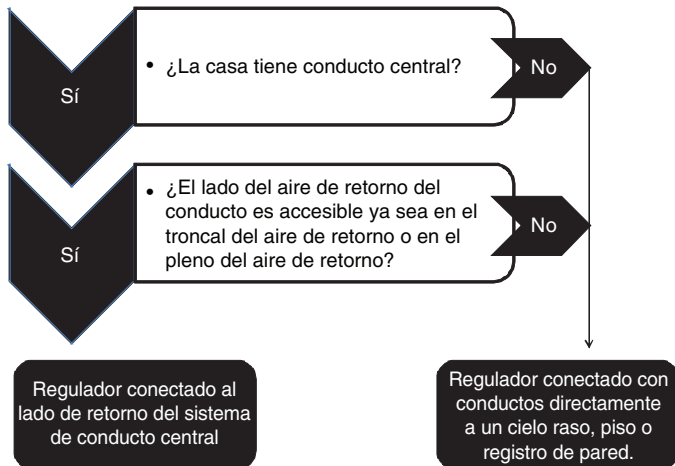 • ¿La casa tiene conducto central?
No
Sí
• ¿El lado del aire de retorno del
conducto es accesible ya sea en el
troncal del aire de retorno o en el
pleno del aire de retorno?
No
Sí
Regulador conectado al
lado de retorno del sistema
de conducto central
Regulador conectado con
conductos directamente
a un cielo raso, piso o
registro de pared.